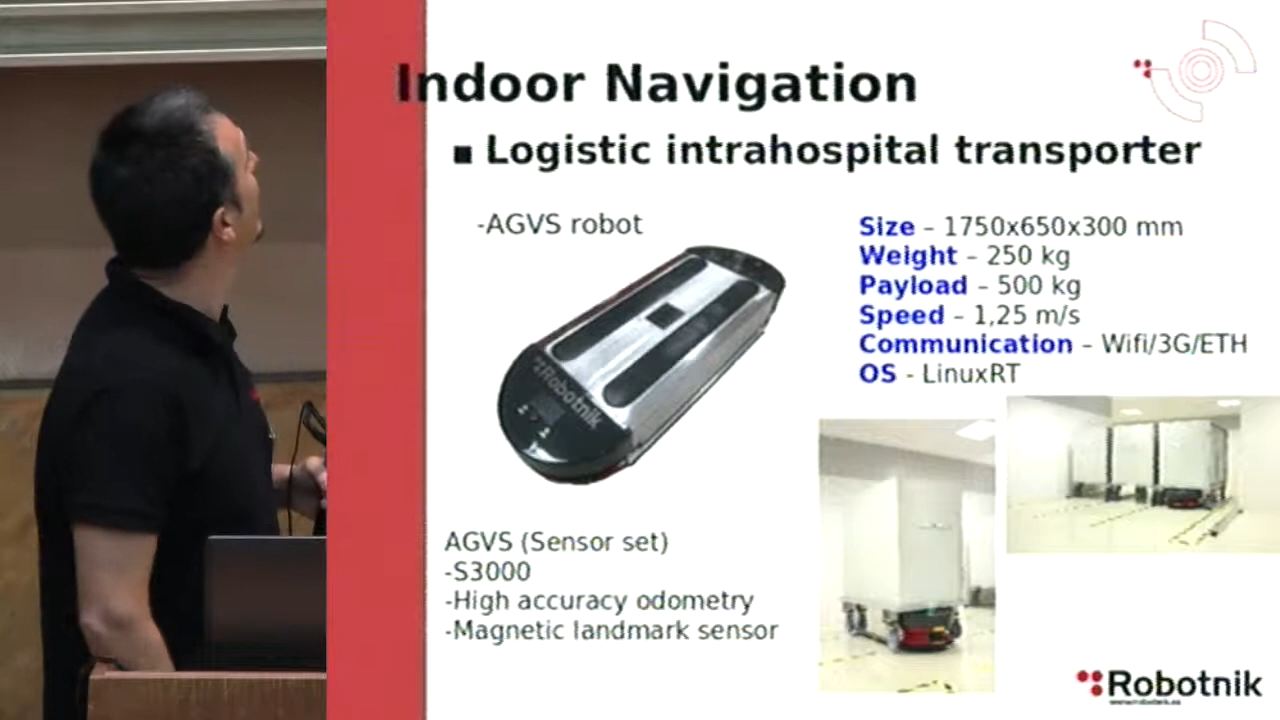 Indoor Navigation
▪ Logistic intrahospital transporter
-AGVS robot
Size – 1750x650x300 mm
Weight – 250 kg
Payload – 500 kg
Speed – 1,25 m/s
Communication – Wifi/3G/ETH
OS - LinuxRT
Robotnik
AGVS (Sensor set)
-S3000
-High accuracy odometry
-Magnetic landmark sensor
Robotnik